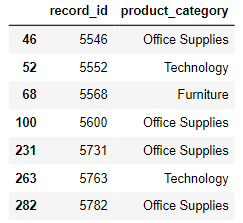 record_id product_category
46 5546 Office Supplies
52 5552 Technology
68 5568 Furniture
100 5600 Office Supplies
231 5731 Office Supplies
263 5763 Technology
282 5782 Office Supplies